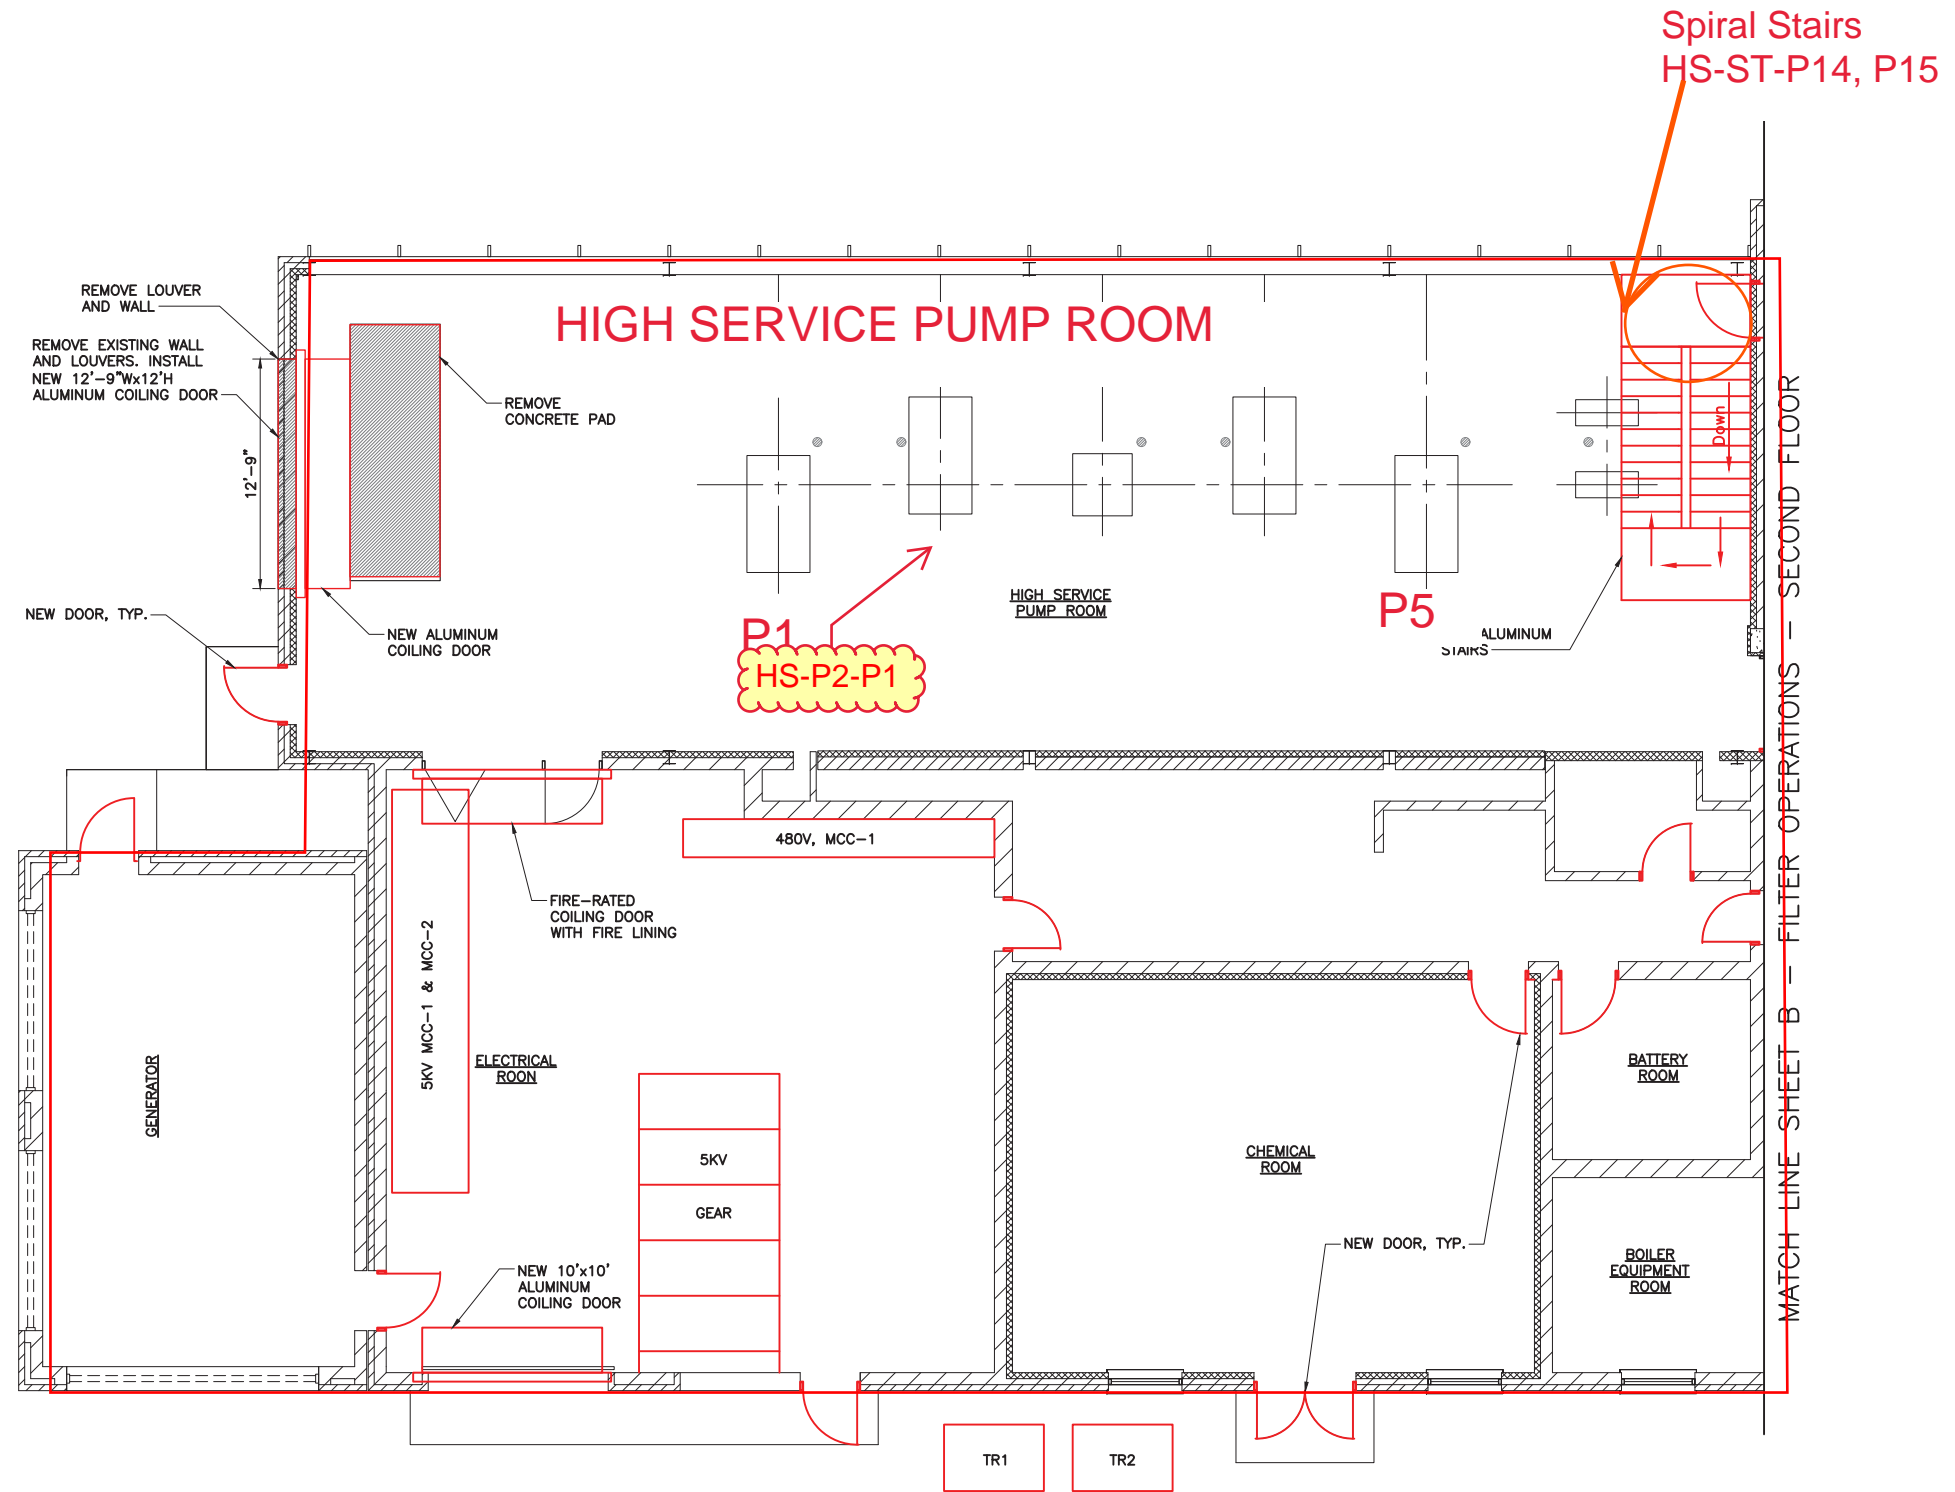 Spiral Stairs
HS-ST-P14, P15
REMOVE LOUVER
AND WALL
REMOVE EXISTING WALL
AND LOUVERS. INSTALL
NEW 12'-9"Wx12'H
ALUMINUM COILING DOOR
HIGH SERVICE PUMP ROOM
REMOVE
CONCRETE PAD
12'-9"
Down
NEW DOOR, TYP.
NEW ALUMINUM
COILING DOOR
HIGH SERVICE
PUMP ROOM
P1
HS-P2-P1
P5
ALUMINUM
STAIRS
MATCH LINE SHEET B - FILTER OPERATIONS - SECOND FLOOR
480V, MCC-1
FIRE-RATED
COILING DOOR
WITH FIRE LINING
5KV MCC-1 & MCC-2
GENERATOR
ELECTRICAL
ROON
5KV
GEAR
CHEMICAL
ROOM
BATTERY
ROOM
NEW DOOR, TYP.
BOILER
EQUIPMENT
ROOM
NEW 10'x10'
ALUMINUM
COILING DOOR
TR1
TR2